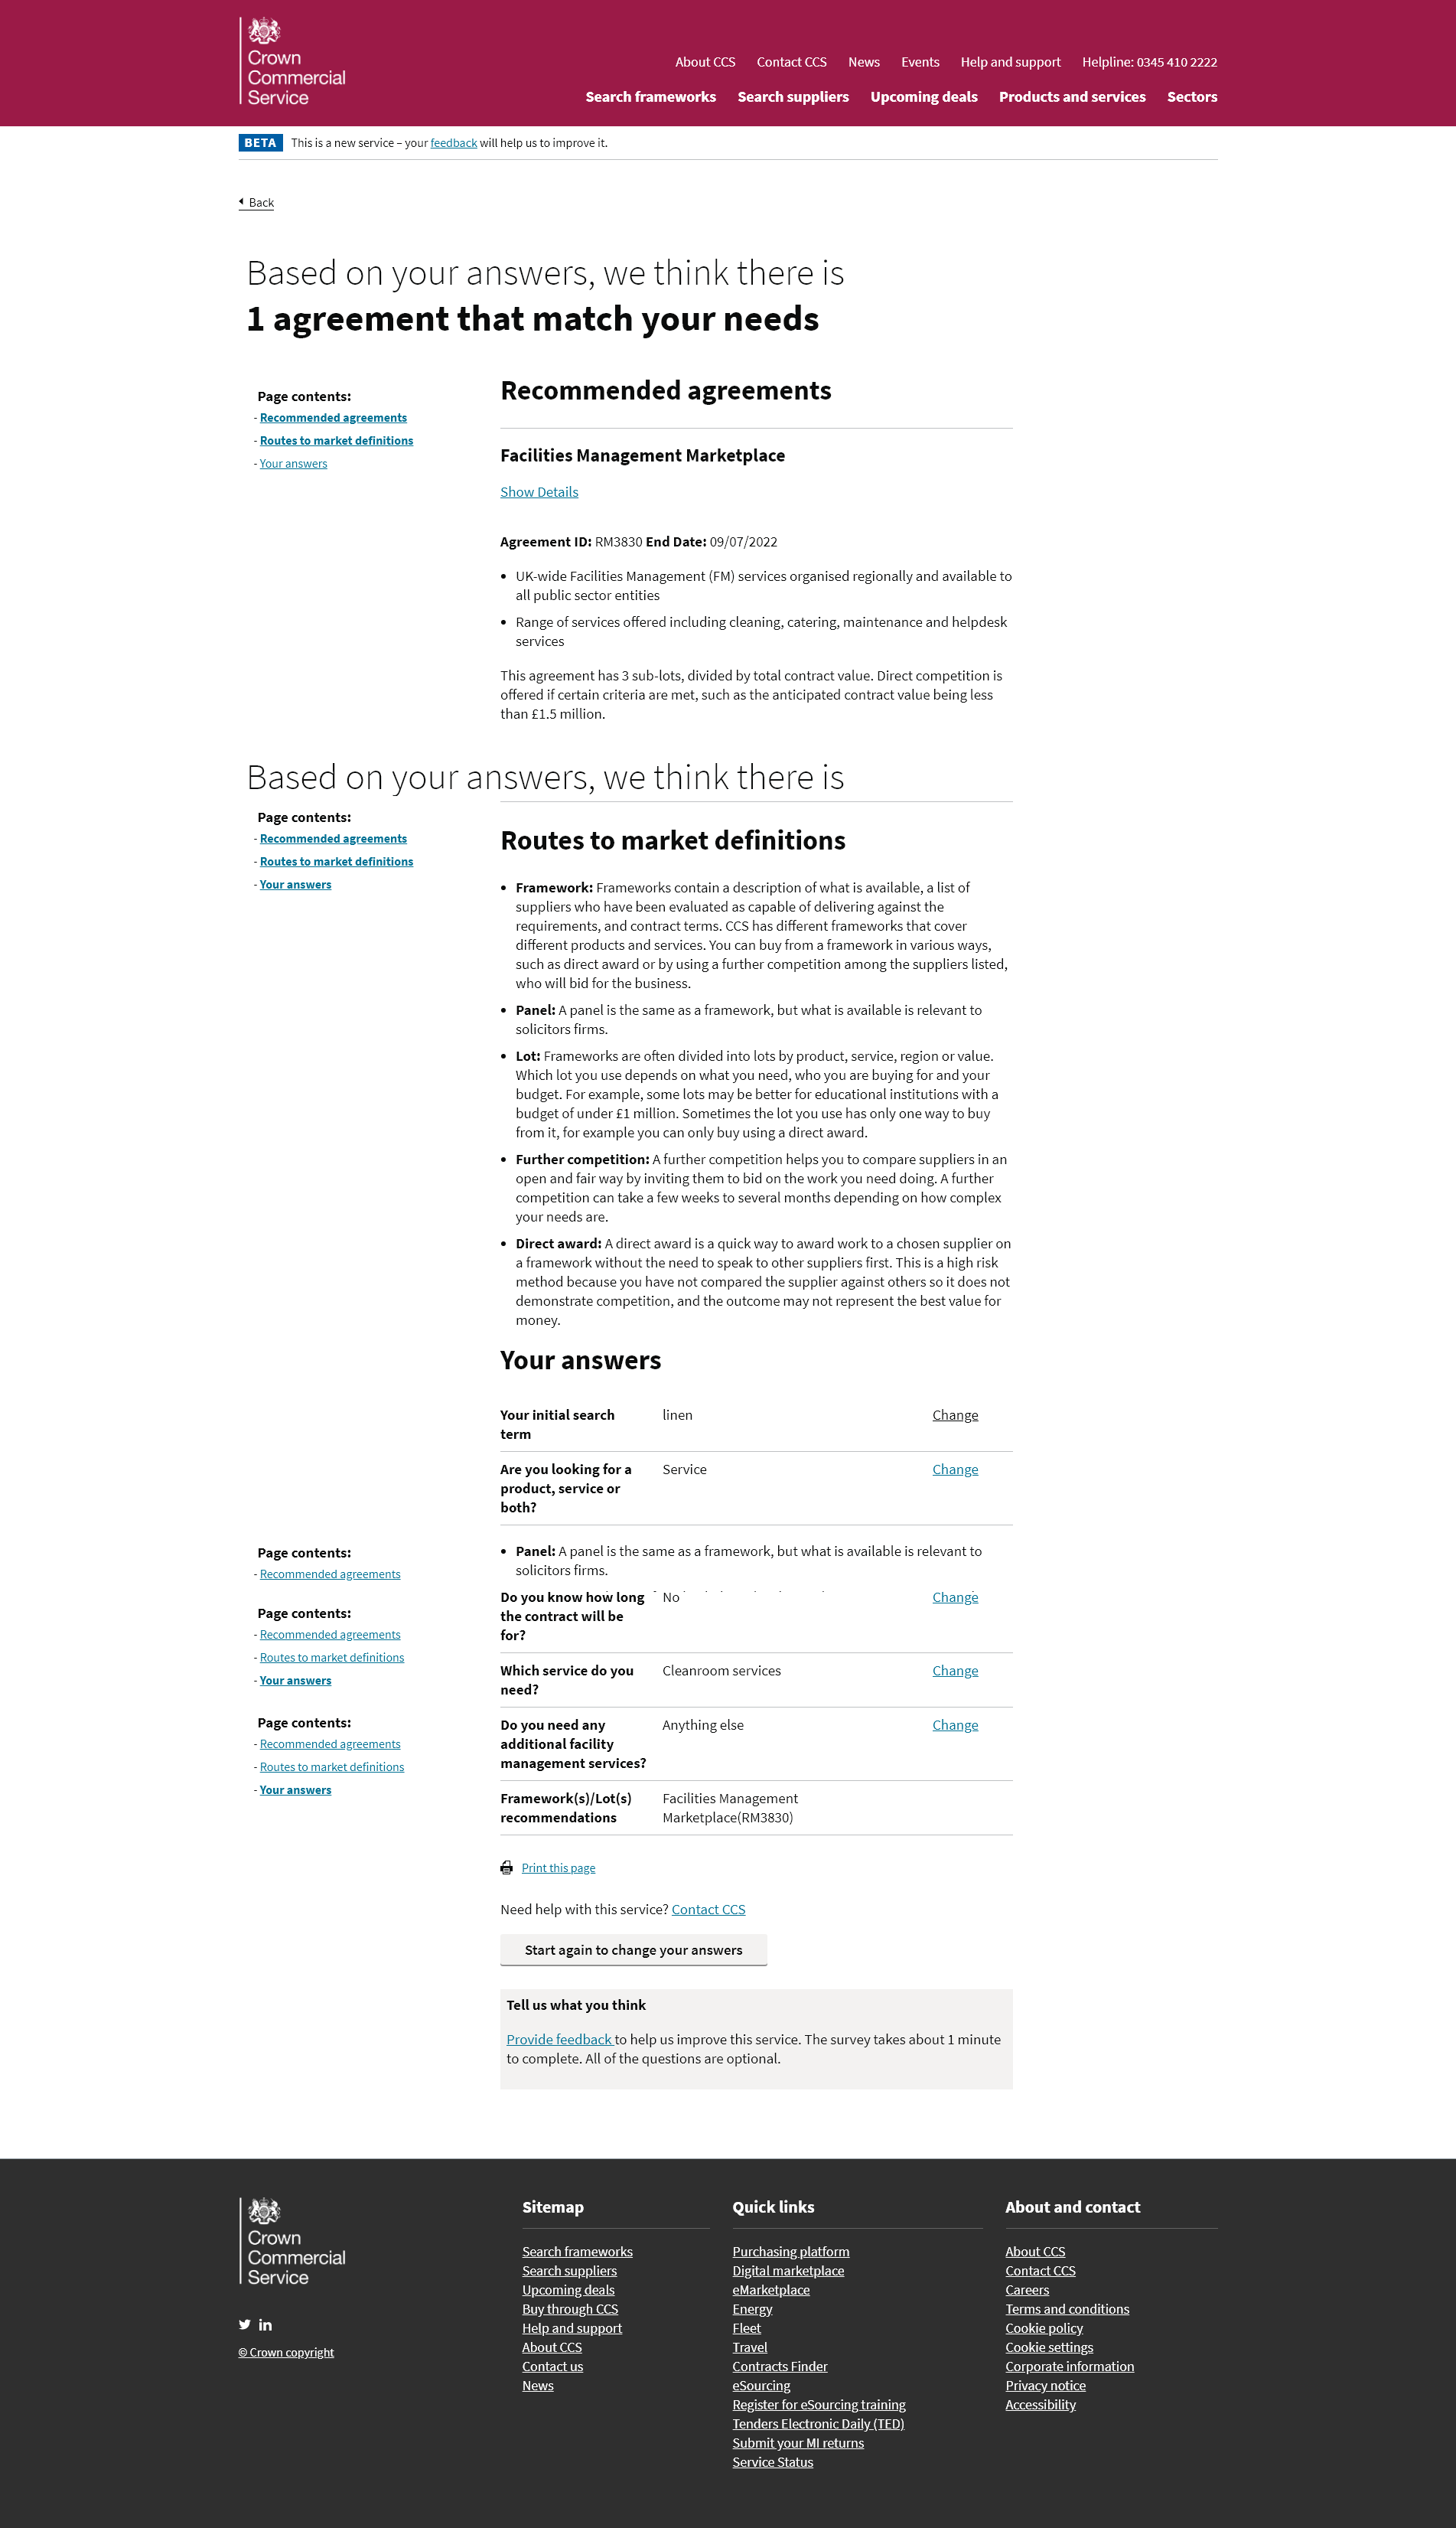 Crown
Commercial
Service
About CCS Contact CCS News Events Help and support Helpline: 0345 410 2222
Search frameworks Search suppliers Upcoming deals Products and services Sectors
BETA This is a new service – your feedback will help us to improve it.
Back
Based on your answers, we think there is
1 agreement that match your needs
Page contents:
- Recommended agreements
- Routes to market definitions
- Your answers
Recommended agreements
Facilities Management Marketplace
Show Details
Agreement ID: RM3830 End Date: 09/07/2022
• UK-wide Facilities Management (FM) services organised regionally and available to
all public sector entities
• Range of services offered including cleaning, catering, maintenance and helpdesk
services
This agreement has 3 sub-lots, divided by total contract value. Direct competition is
offered if certain criteria are met, such as the anticipated contract value being less
than £1.5 million.
Based on your answers, we think there is
Page contents:
- Recommended agreements
- Routes to market definitions
- Your answers
Routes to market definitions
• Framework: Frameworks contain a description of what is available, a list of
suppliers who have been evaluated as capable of delivering against the
requirements, and contract terms. CCS has different frameworks that cover
different products and services. You can buy from a framework in various ways,
such as direct award or by using a further competition among the suppliers listed,
who will bid for the business.
• Panel: A panel is the same as a framework, but what is available is relevant to
solicitors firms.
• Lot: Frameworks are often divided into lots by product, service, region or value.
Which lot you use depends on what you need, who you are buying for and your
budget. For example, some lots may be better for educational institutions with a
budget of under £1 million. Sometimes the lot you use has only one way to buy
from it, for example you can only buy using a direct award.
• Further competition: A further competition helps you to compare suppliers in an
open and fair way by inviting them to bid on the work you need doing. A further
competition can take a few weeks to several months depending on how complex
your needs are.
• Direct award: A direct award is a quick way to award work to a chosen supplier on
a framework without the need to speak to other suppliers first. This is a high risk
method because you have not compared the supplier against others so it does not
demonstrate competition, and the outcome may not represent the best value for
money.
Your answers
Your initial search linen Change
term
Are you looking for a Service Change
product, service or
both?
Page contents:
- Recommended agreements
• Panel: A panel is the same as a framework, but what is available is relevant to
solicitors firms.
Do you know how long No Change
the contract will be
for?
Page contents:
- Recommended agreements
- Routes to market definitions
- Your answers
Which service do you Cleanroom services Change
need?
Page contents:
- Recommended agreements
- Routes to market definitions
- Your answers
Do you need any Anything else Change
additional facility
management services?
Framework(s)/Lot(s) Facilities Management
recommendations Marketplace(RM3830)
Print this page
Need help with this service? Contact CCS
Start again to change your answers
Tell us what you think
Provide feedback to help us improve this service. The survey takes about 1 minute
to complete. All of the questions are optional.
Crown
Commercial
Service
© Crown copyright
Sitemap
Search frameworks
Search suppliers
Upcoming deals
Buy through CCS
Help and support
About CCS
Contact us
News
Quick links
Purchasing platform
Digital marketplace
eMarketplace
Energy
Fleet
Travel
Contracts Finder
eSourcing
Register for eSourcing training
Tenders Electronic Daily (TED)
Submit your MI returns
Service Status
About and contact
About CCS
Contact CCS
Careers
Terms and conditions
Cookie policy
Cookie settings
Corporate information
Privacy notice
Accessibility